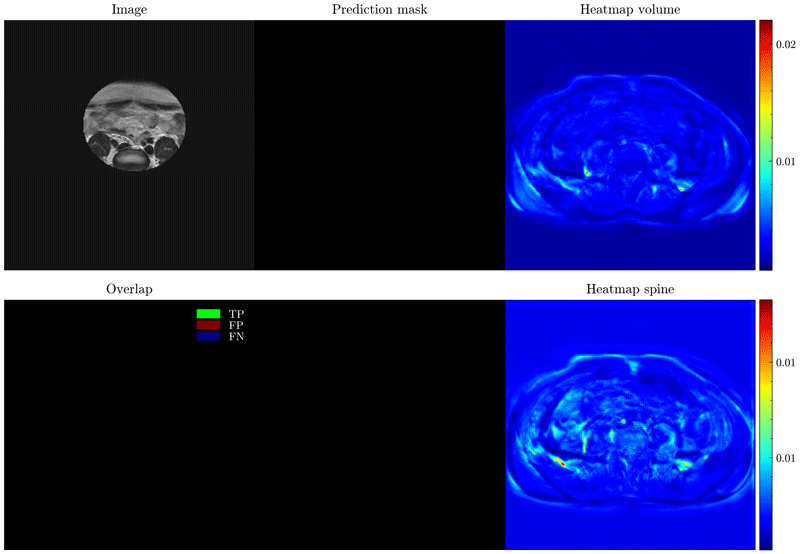 Image
Prediction mask
Heatmap volume
0.02
0.01
Overlap
Heatmap spine
TP
FP
FN
0.01
0.01